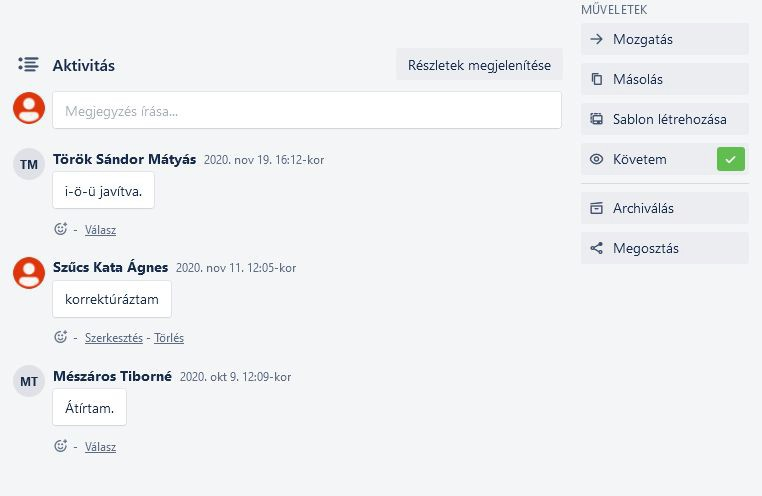 MŰVELETEK
Mozgatás
Másolás
Sablon létrehozása
Követem
Archiválás
Megosztás
Aktivitás
Részletek megjelenítése
Megjegyzés írása...
TM
Török Sándor Mátyás 2020. nov 19. 16:12-kor
i-ö-ü javítva.
- Válasz
Szűcs Kata Ágnes 2020. nov 11. 12:05-kor
korrektúráztam
- Szerkesztés - Törlés
MT
Mészáros Tiborné 2020. okt 9. 12:09-kor
Átírtam.
- Válasz